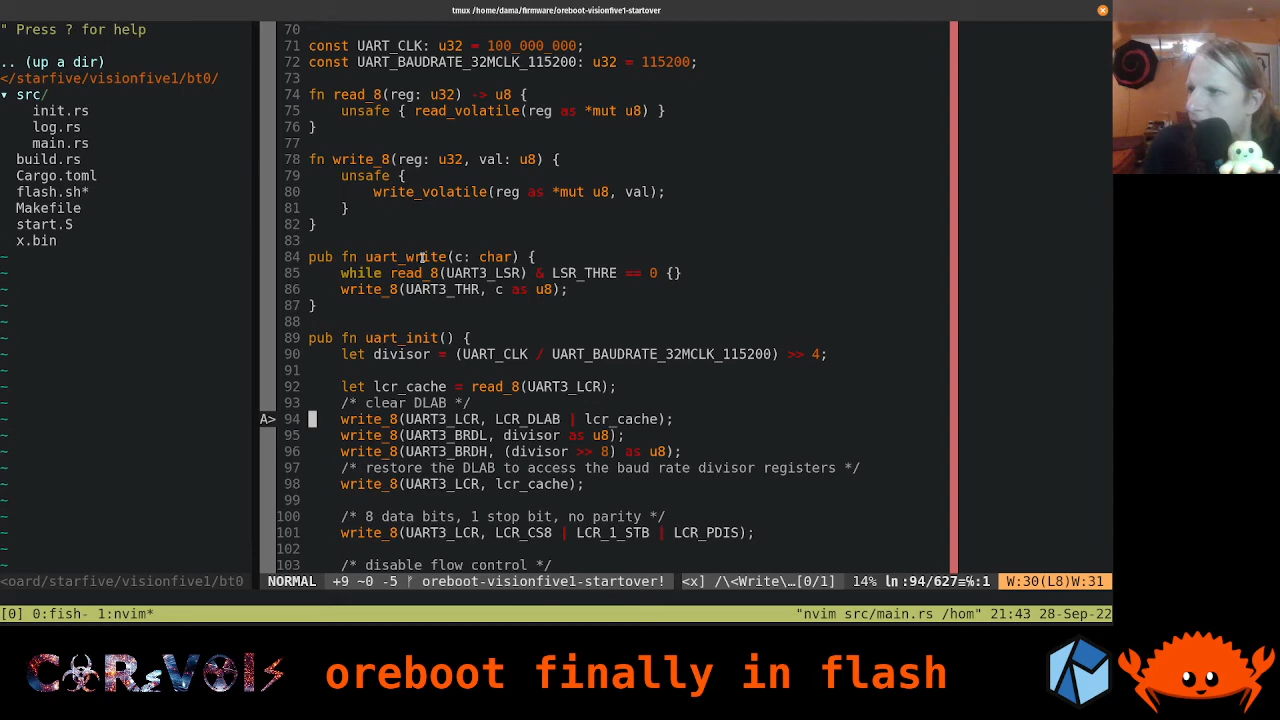 tmux /home/dama/firmware/oreboot-visionfive1-startover
" Press ? for help
.. (up a dir)
</starfive/visionfive1/bt0/
▾ src/
init.rs
log.rs
main.rs
build.rs
Cargo.toml
flash.sh*
Makefile
start.S
x.bin
70
71 const UART_CLK: u32 = 100_000_000;
72 const UART_BAUDRATE_32MCLK_115200: u32 = 115200;
73
74 fn read_8(reg: u32) -> u8 {
75 unsafe { read_volatile(reg as *mut u8) }
76 }
77
78 fn write_8(reg: u32, val: u8) {
79 unsafe {
80 write_volatile(reg as *mut u8, val);
81 }
82 }
83
84 pub fn uart_write(c: char) {
85 while read_8(UART3_LSR) & LSR_THRE == 0 {}
86 write_8(UART3_THR, c as u8);
87 }
88
89 pub fn uart_init() {
90 let divisor = (UART_CLK / UART_BAUDRATE_32MCLK_115200) >> 4;
91
92 let lcr_cache = read_8(UART3_LCR);
93 /* clear DLAB */
A> 94 write_8(UART3_LCR, LCR_DLAB | lcr_cache);
95 write_8(UART3_BRDL, divisor as u8);
96 write_8(UART3_BRDH, (divisor >> 8) as u8);
97 /* restore the DLAB to access the baud rate divisor registers */
98 write_8(UART3_LCR, lcr_cache);
99
100 /* 8 data bits, 1 stop bit, no parity */
101 write_8(UART3_LCR, LCR_CS8 | LCR_1_STB | LCR_PDIS);
102
103 /* disable flow control */
<oard/starfive/visionfive1/bt0 NORMAL +9 ~0 -5 ᚠ oreboot-visionfive1-startover! <x] /\<Write\…[0/1] 14% ln:94/627≡℅:1 W:30(L8)W:31
[0] 0:fish- 1:nvim* "nvim src/main.rs /hom" 21:43 28-Sep-22
oreboot finally in flash